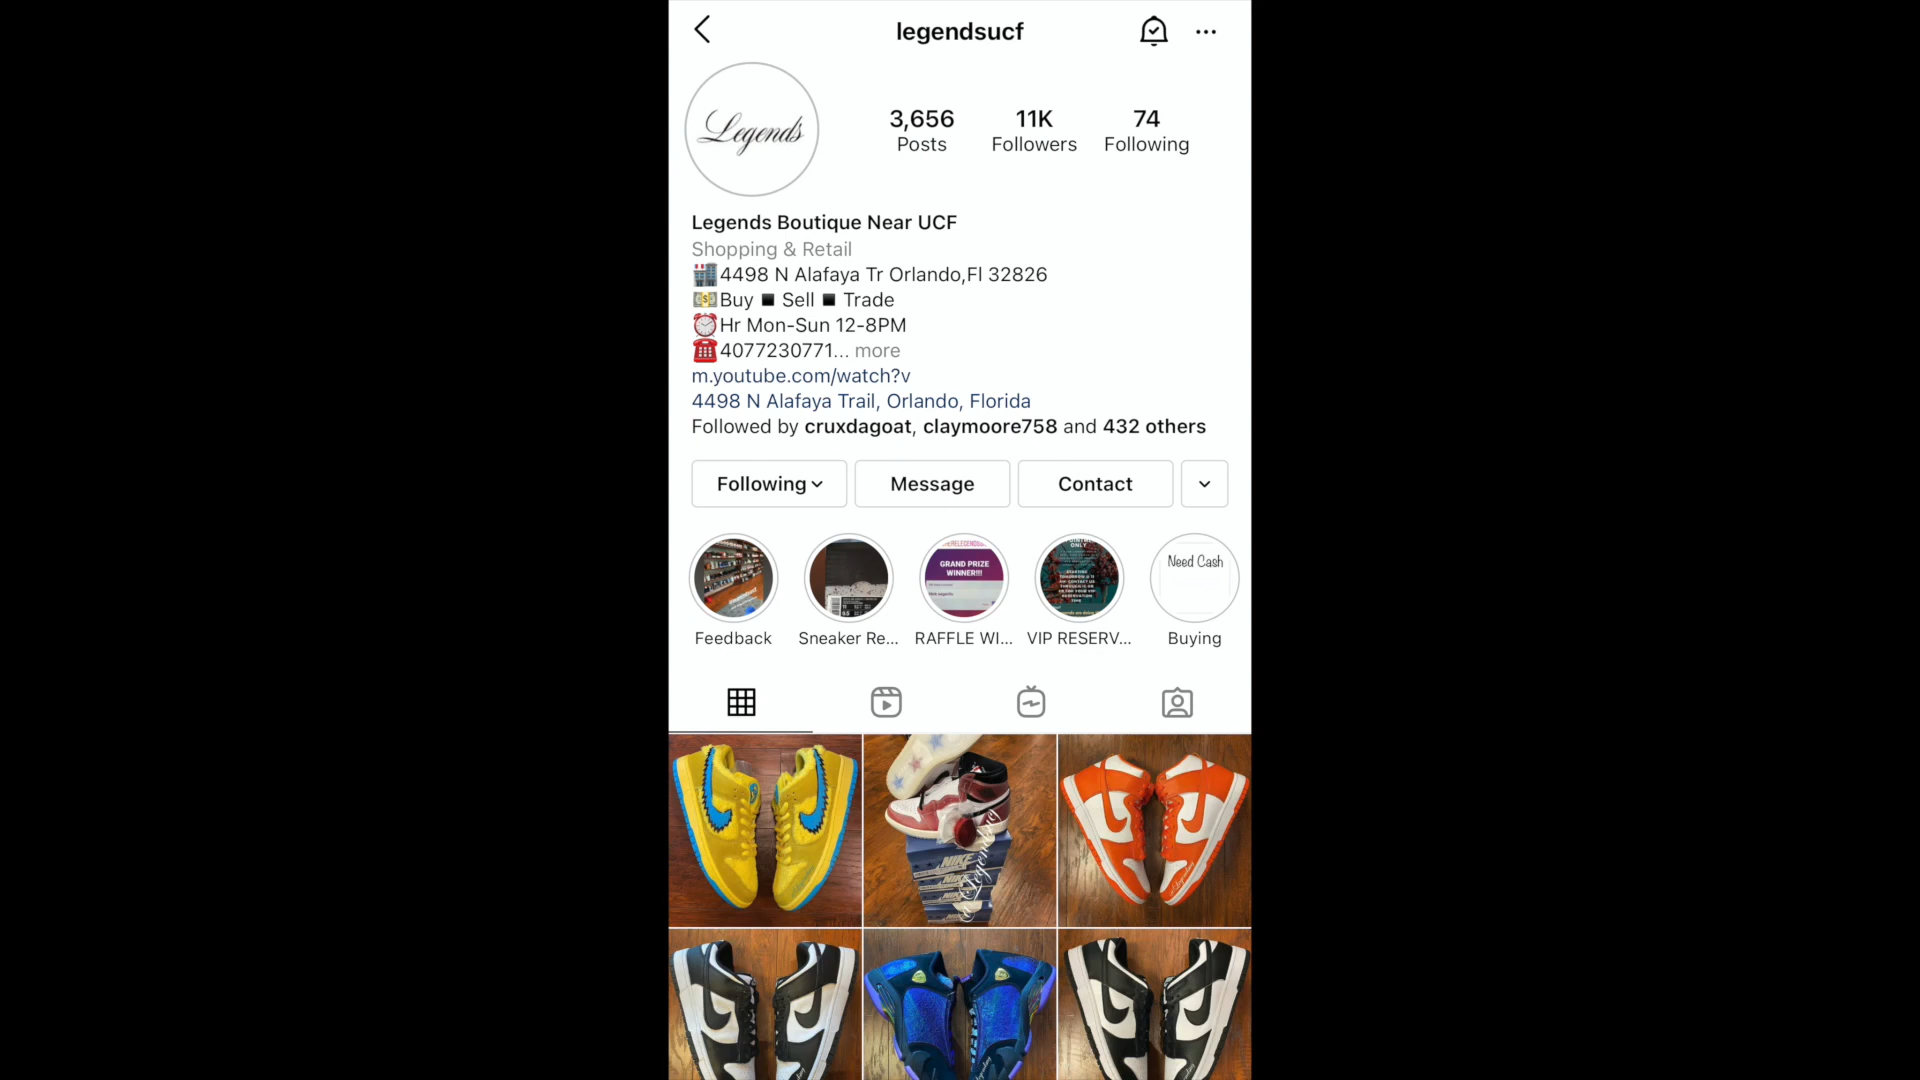 legendsucf
Legends
3,656
Posts
11K
Followers
74
Following
Legends Boutique Near UCF
Shopping & Retail
4498 N Alafaya Tr Orlando,Fl 32826
Buy ◾ Sell ◾ Trade
Hr Mon-Sun 12-8PM
4077230771... more
m.youtube.com/watch?v
4498 N Alafaya Trail, Orlando, Florida
Followed by cruxdagoat, claymoore758 and 432 others
Following
Message
Contact
GRAND PRIZE
WINNER!!!
ONLY
Need Cash
Feedback
Sneaker Re...
RAFFLE WI...
VIP RESERV...
Buying
NIKE
NIKE
NIKE